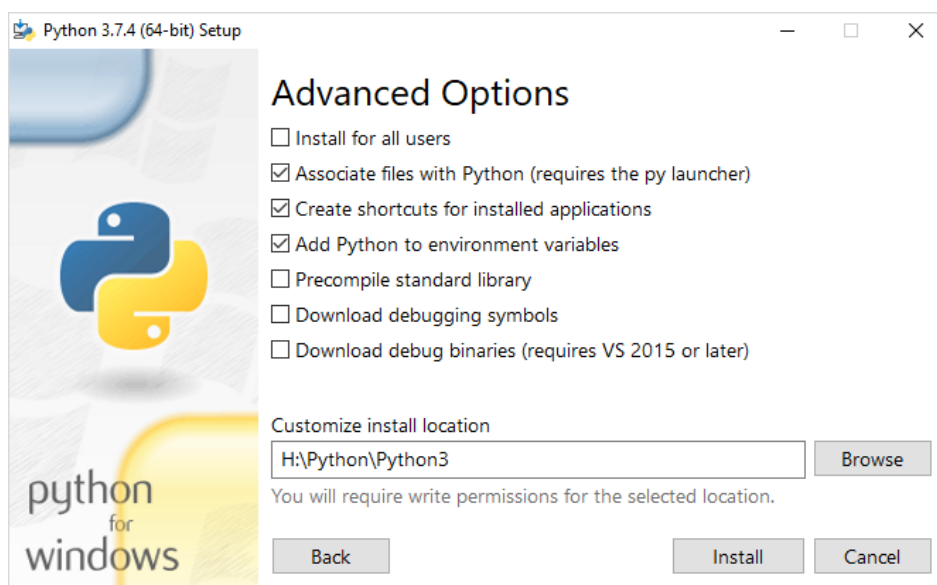 Python 3.7.4 (64-bit) Setup
Advanced Options
Install for all users
Associate files with Python (requires the py launcher)
Create shortcuts for installed applications
Add Python to environment variables
Precompile standard library
Download debugging symbols
Download debug binaries (requires VS 2015 or later)
Customize install location
H:\Python\Python3
Browse
You will require write permissions for the selected location.
python
for
windows
Back
Install
Cancel